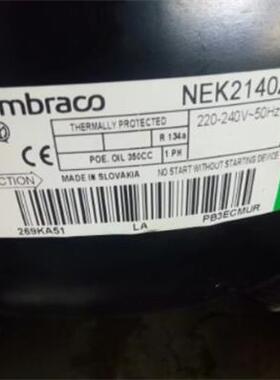 mbraco
NEK2140
THERMALLY PROTECTED
R 134a
220-240V~50Hz
CE
POE. OIL 350CC
1 PH
NO START WITHOUT STARTING DEVICE
CTION
MADE IN SLOVAKIA
269KA51
LA
PB3ECMUR